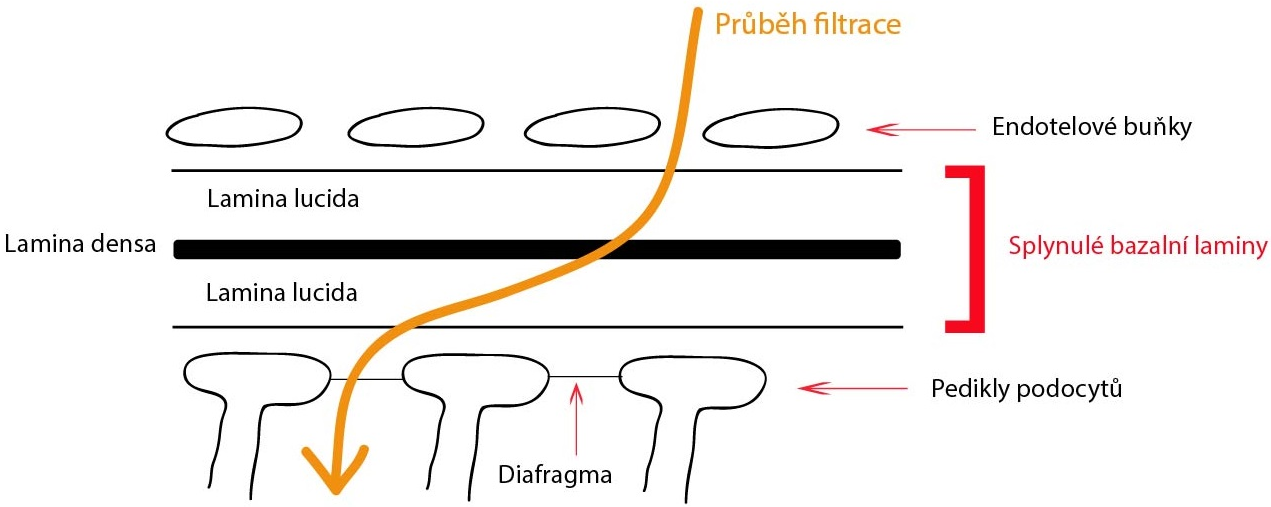 Průběh filtrace
Endotelové buňky
Lamina lucida
Lamina densa
Splynulé bazalní laminy
Lamina lucida
Pedikly podocytů
Diafragma